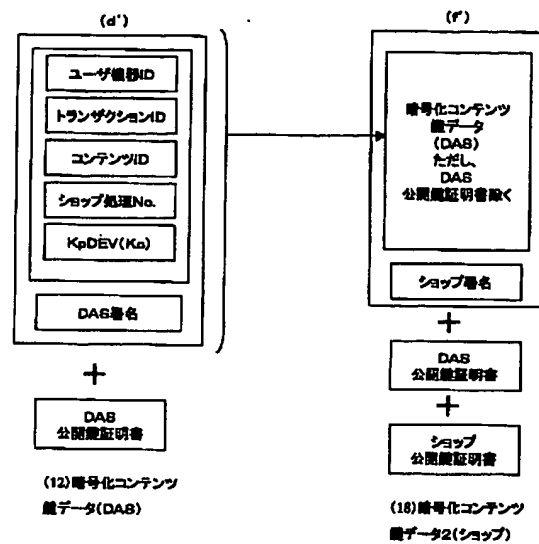 (d')
ユーザ機器ID
トランザクションID
コンテンツID
ショップ処理No.
KpDEV(Kc)
DAS署名
+
DAS
公開鍵証明書
(12)暗号化コンテンツ
鍵データ(DAS)
(f')
暗号化コンテンツ
鍵データ
(DAS)
ただし、
DAS
公開鍵証明書除く
ショップ署名
+
DAS
公開鍵証明書
+
ショップ
公開鍵証明書
(18)暗号化コンテンツ
鍵データ2(ショップ)